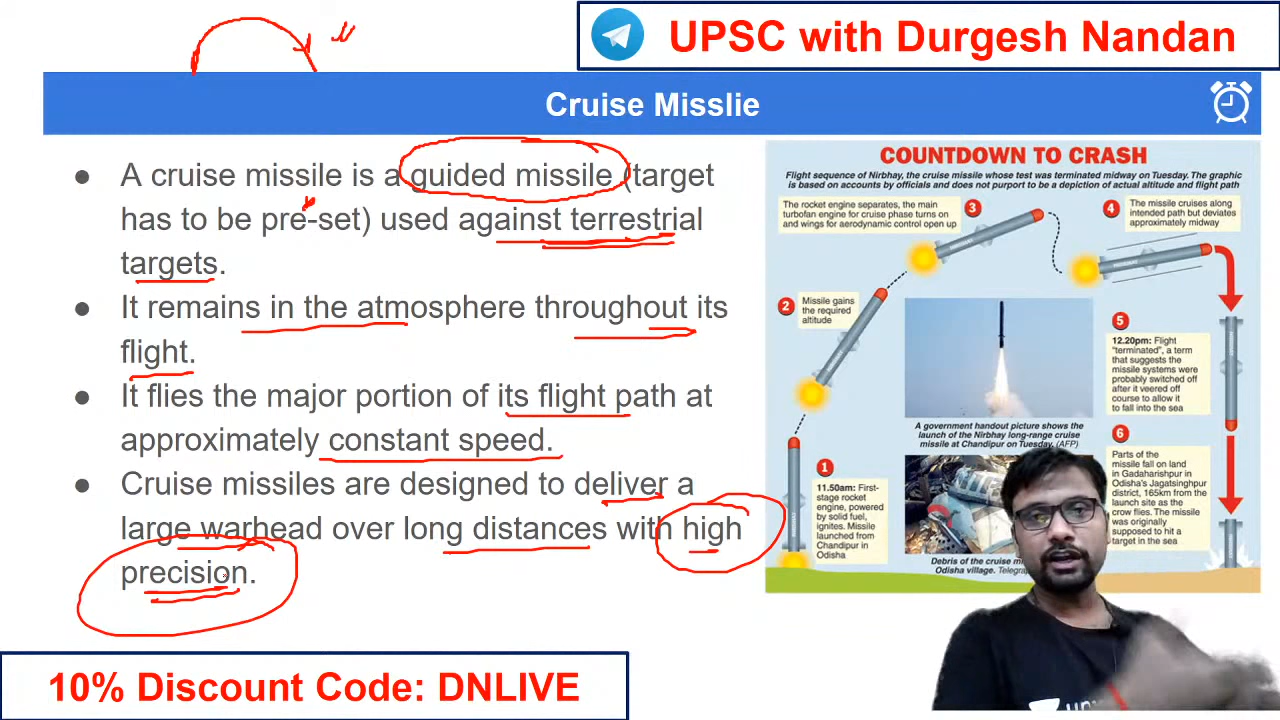 UPSC with Durgesh Nandan
Cruise Misslie
● A cruise missile is a guided missile (target
has to be pre-set) used against terrestrial
targets.
● It remains in the atmosphere throughout its
flight.
● It flies the major portion of its flight path at
approximately constant speed.
● Cruise missiles are designed to deliver a
large warhead over long distances with high
precision.
COUNTDOWN TO CRASH
Flight sequence of Nirbhay, the cruise missile whose test was terminated midway on Tuesday. The graphic
is based on accounts by officials and does not purport to be a depiction of actual altitude and flight path
1
11.50am: First-
stage rocket
engine, powered
by solid fuel,
ignites. Missile
launched from
Chandipur in
Odisha
2
Missile gains
the required
altitude
3
The rocket engine separates, the main
turbofan engine for cruise phase turns on
and wings for aerodynamic control open up
4
The missile cruises along
intended path but deviates
approximately midway
5
12.20pm: Flight
"terminated", a term
that suggests the
missile systems were
probably switched off
after it veered off
course to allow it
to fall into the sea
6
Parts of the
missile fall on land
in Gadaharishpur in
Odisha's Jagatsinghpur
district, 165km from the
launch site as the
crow flies. The missile
was originally
supposed to hit a
target in the sea
A government handout picture shows the
launch of the Nirbhay long-range cruise
missile at Chandipur on Tuesday. (AFP)
Debris of the cruise
Odisha village.
10% Discount Code: DNLIVE